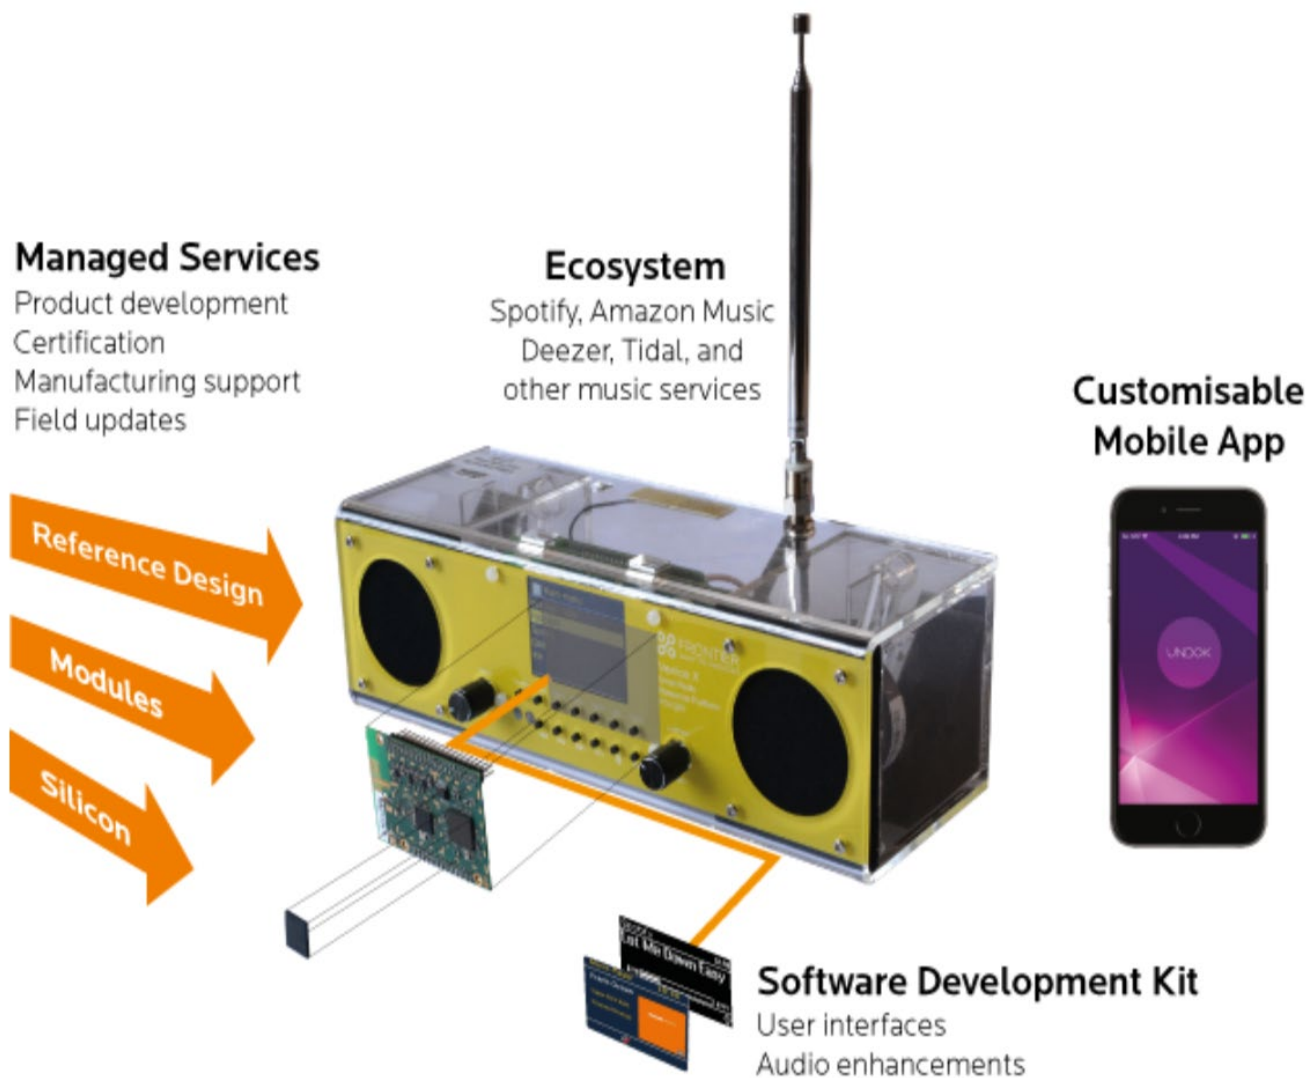 Managed Services
Product development
Certification
Manufacturing support
Field updates
Ecosystem
Spotify, Amazon Music
Deezer, Tidal, and
other music services
Customisable
Mobile App
Reference Design
Modules
Silicon
FRONTIER
UNDOK
Let Me Down Easy
Software Development Kit
User interfaces
Audio enhancements